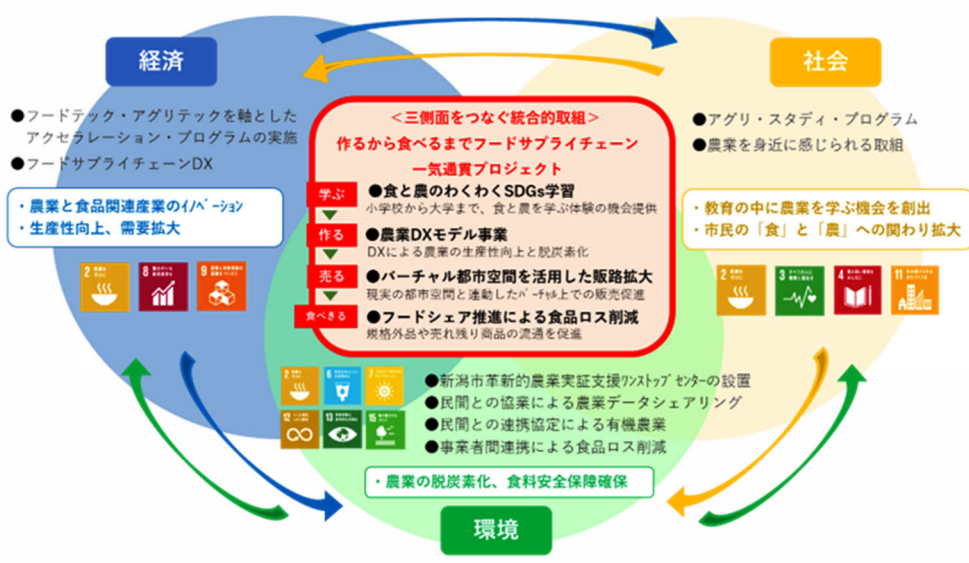 経済
社会
●フードテック・アグリテックを軸とした
アクセラレーション・プログラムの実施
●フードサプライチェーンDX
・農業と食品関連産業のｲﾉﾍﾞｰｼｮﾝ
・生産性向上、需要拡大
2
8
9
＜三側面をつなぐ統合的取組＞
作るから食べるまでフードサプライチェーン
一気通貫プロジェクト
学ぶ
●食と農のわくわくSDGs学習
小学校から大学まで、食と農を学ぶ体験の機会提供
作る
●農業DXモデル事業
DXによる農業の生産性向上と脱炭素化
売る
●バーチャル都市空間を活用した販路拡大
現実の都市空間と連動したﾊﾞｰﾁｬﾙ上での販売促進
食べきる
●フードシェア推進による食品ロス削減
規格外品や売れ残り商品の流通を促進
●アグリ・スタディ・プログラム
●農業を身近に感じられる取組
・教育の中に農業を学ぶ機会を創出
・市民の「食」と「農」への関わり拡大
2
3
4
11
2
6
7
12
13
15
●新潟市革新的農業実証支援ﾜﾝｽﾄｯﾌﾟｾﾝﾀｰの設置
●民間との協業による農業データシェアリング
●民間との連携協定による有機農業
●事業者間連携による食品ロス削減
・農業の脱炭素化、食料安全保障確保
環境